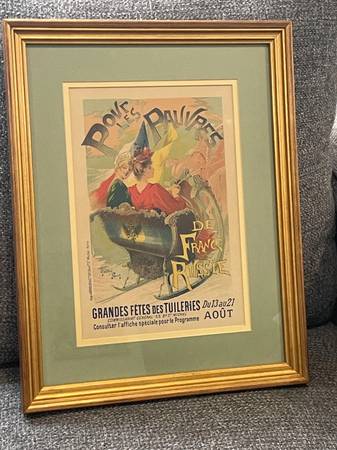 POUR
LES
PAUVRES
DE
FRANCE
RUSSIE
GRANDES FÊTES DES TUILERIES Du 13 au 21
AOÛT
Consulter l'affiche spéciale pour le Programme